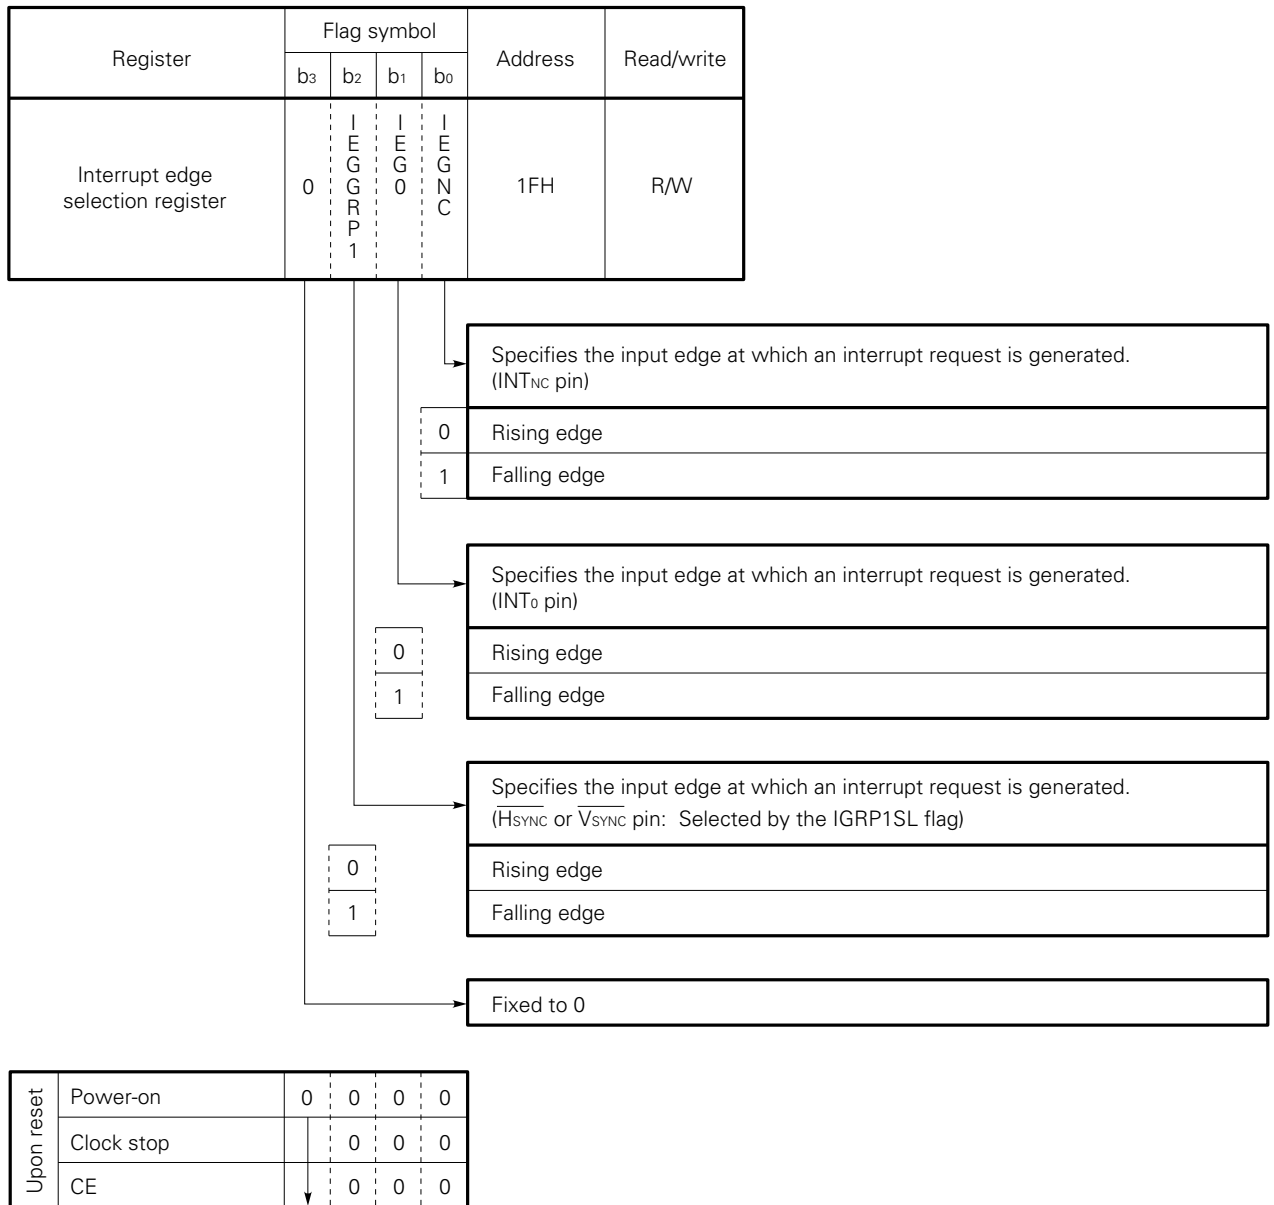 Register Flag symbol Address Read/write
b3 b2 b1 b0
Interrupt edge selection register 0 IEGGRP1 IEG0 IEGNC 1FH R/W
Specifies the input edge at which an interrupt request is generated.
(INTNC pin)
0 Rising edge
1 Falling edge
Specifies the input edge at which an interrupt request is generated.
(INT0 pin)
0 Rising edge
1 Falling edge
Specifies the input edge at which an interrupt request is generated.
(HSYNC or VSYNC pin: Selected by the IGRP1SL flag)
0 Rising edge
1 Falling edge
Fixed to 0
Upon reset
Power-on 0 0 0 0
Clock stop 0 0 0
CE 0 0 0